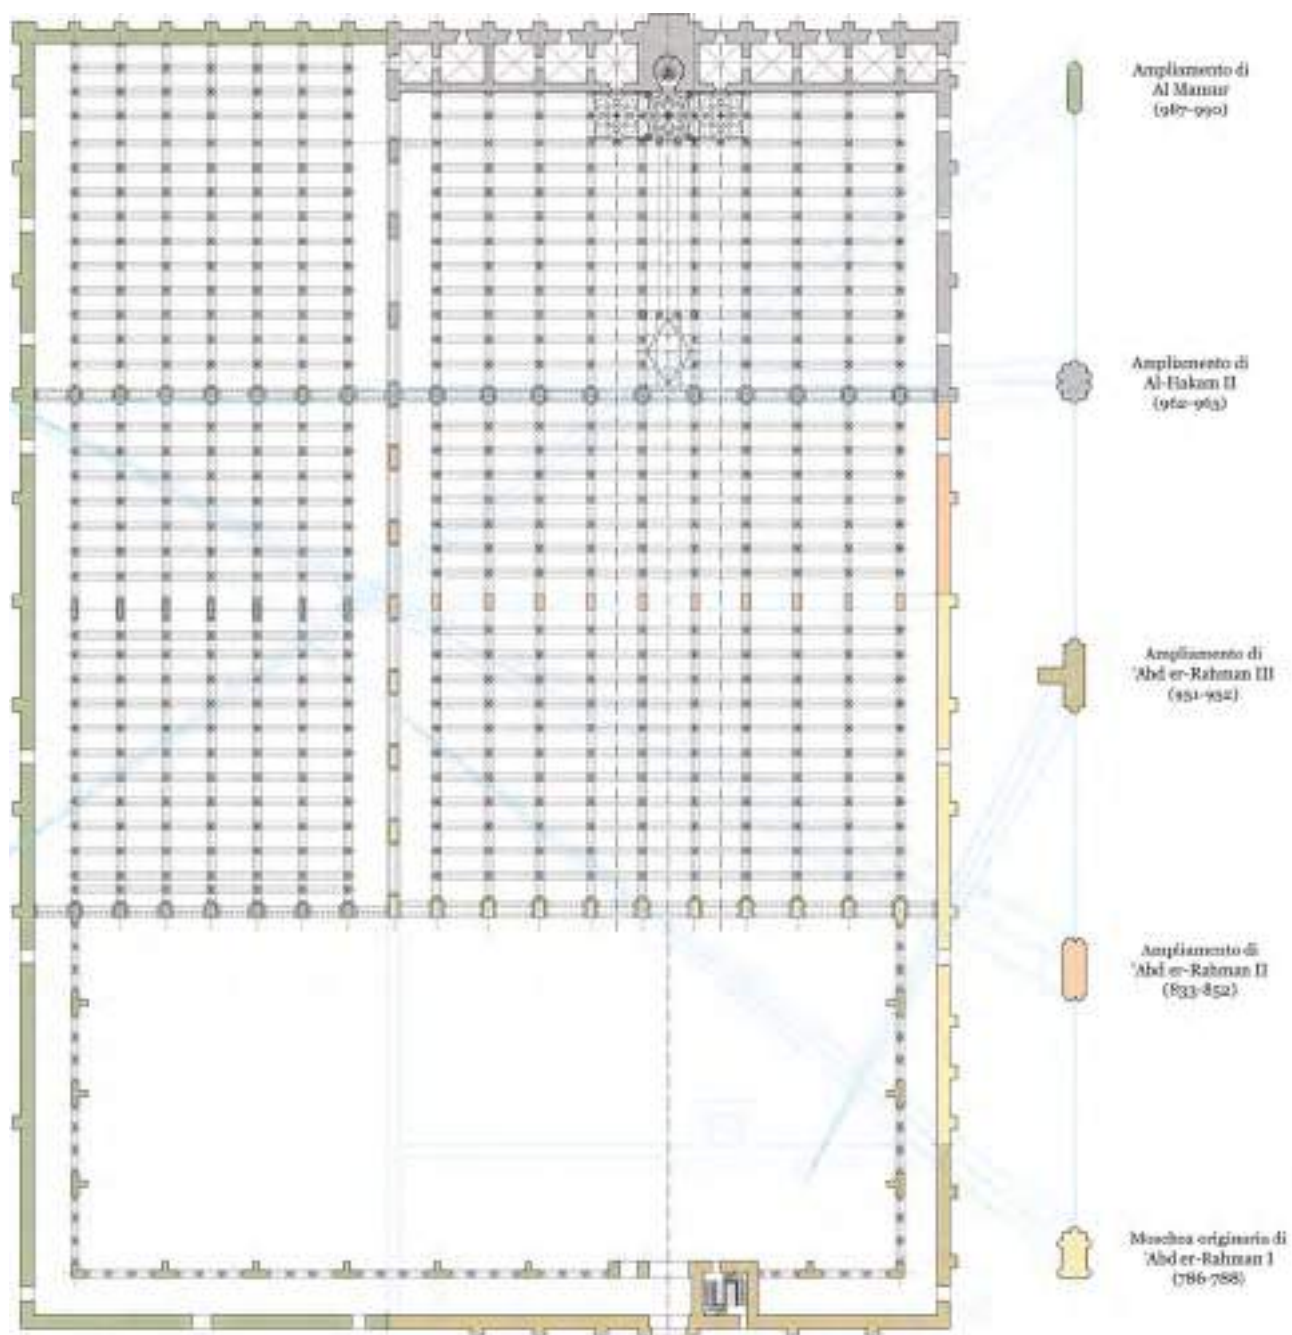 Ampliamento di
Al Mansur
(987-990)
Ampliamento di
Al-Hakam II
(962-965)
Ampliamento di
'Abd er-Rahman III
(951-952)
Ampliamento di
'Abd er-Rahman II
(833-852)
Moschea originaria di
'Abd er-Rahman I
(786-788)